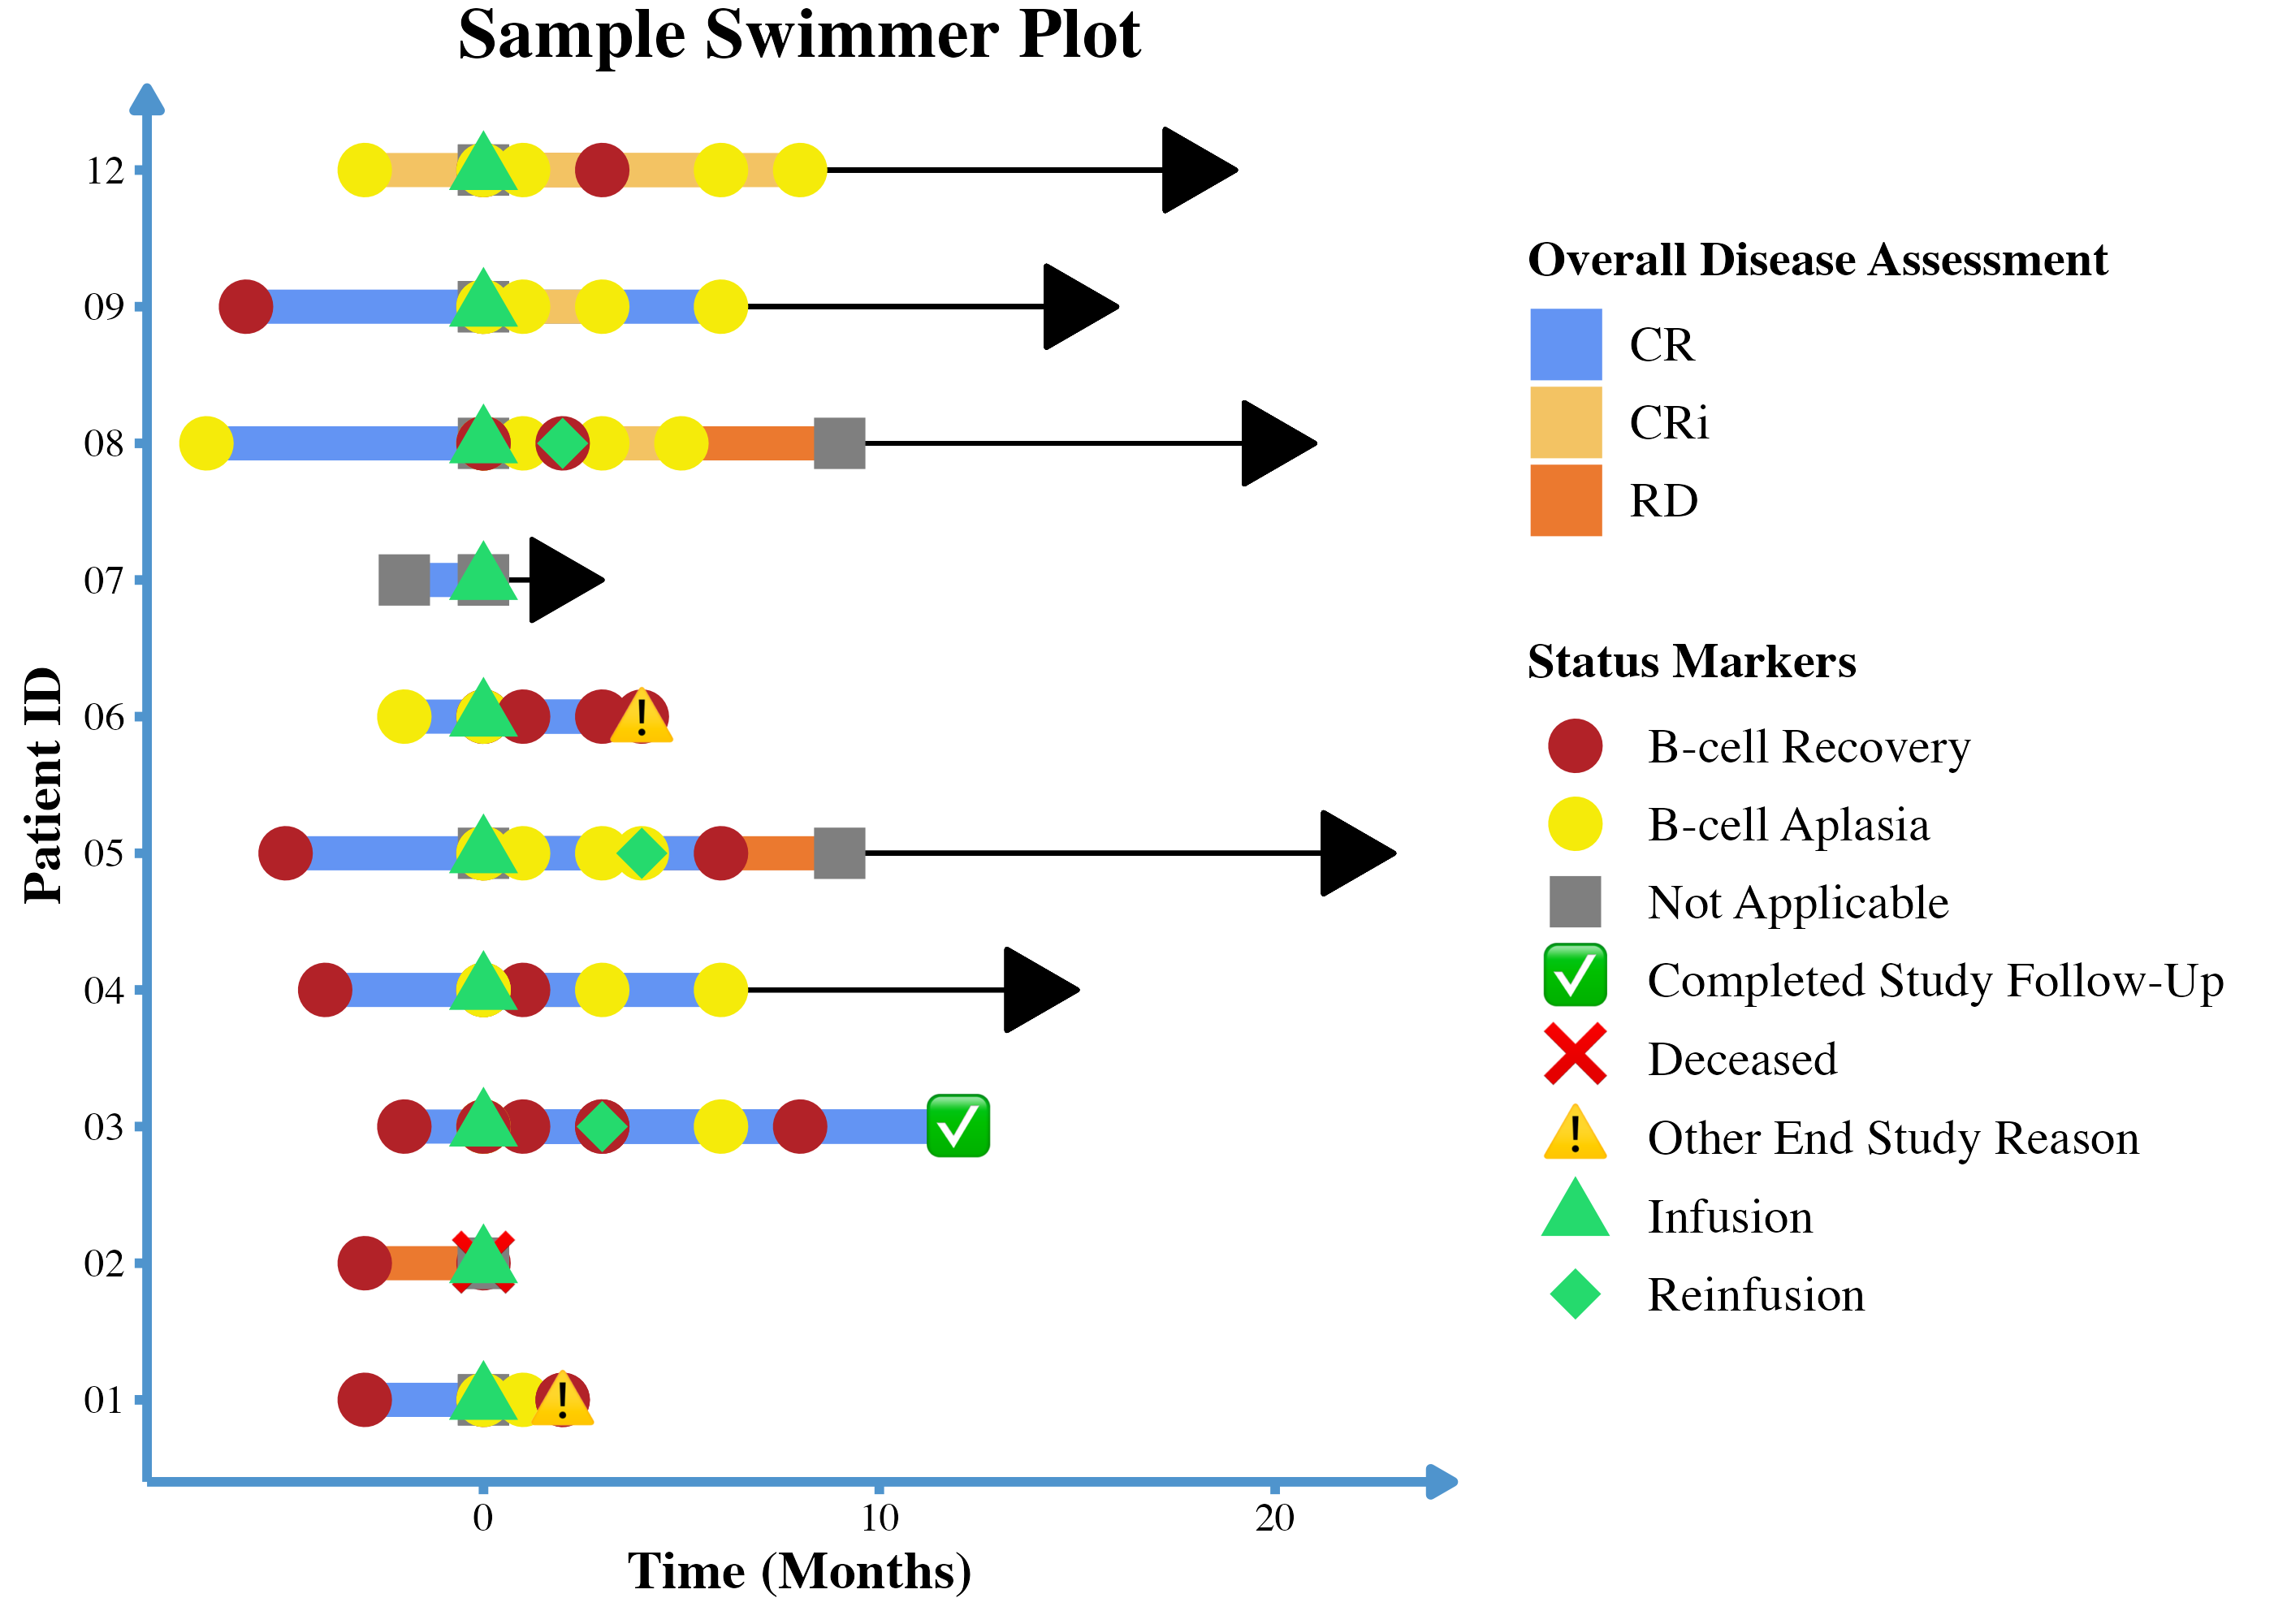 Sample Swimmer Plot
Patient ID
12
09
08
07
06
05
04
03
02
01
0
10
20
Time (Months)
Overall Disease Assessment
CR
CRi
RD
Status Markers
B-cell Recovery
B-cell Aplasia
Not Applicable
Completed Study Follow-Up
Deceased
Other End Study Reason
Infusion
Reinfusion